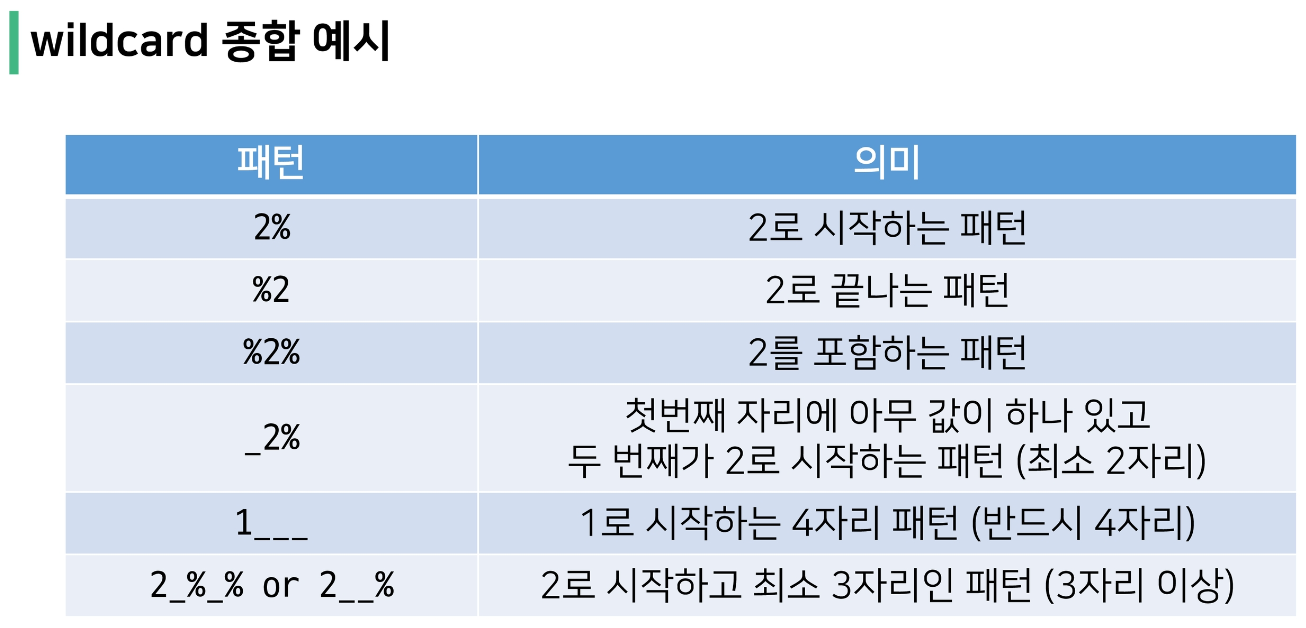 wildcard 종합 예시
패턴 의미
2% 2로 시작하는 패턴
%2 2로 끝나는 패턴
%2% 2를 포함하는 패턴
_2% 첫번째 자리에 아무 값이 하나 있고
두 번째가 2로 시작하는 패턴 (최소 2자리)
1___ 1로 시작하는 4자리 패턴 (반드시 4자리)
2_%_% or 2__% 2로 시작하고 최소 3자리인 패턴 (3자리 이상)